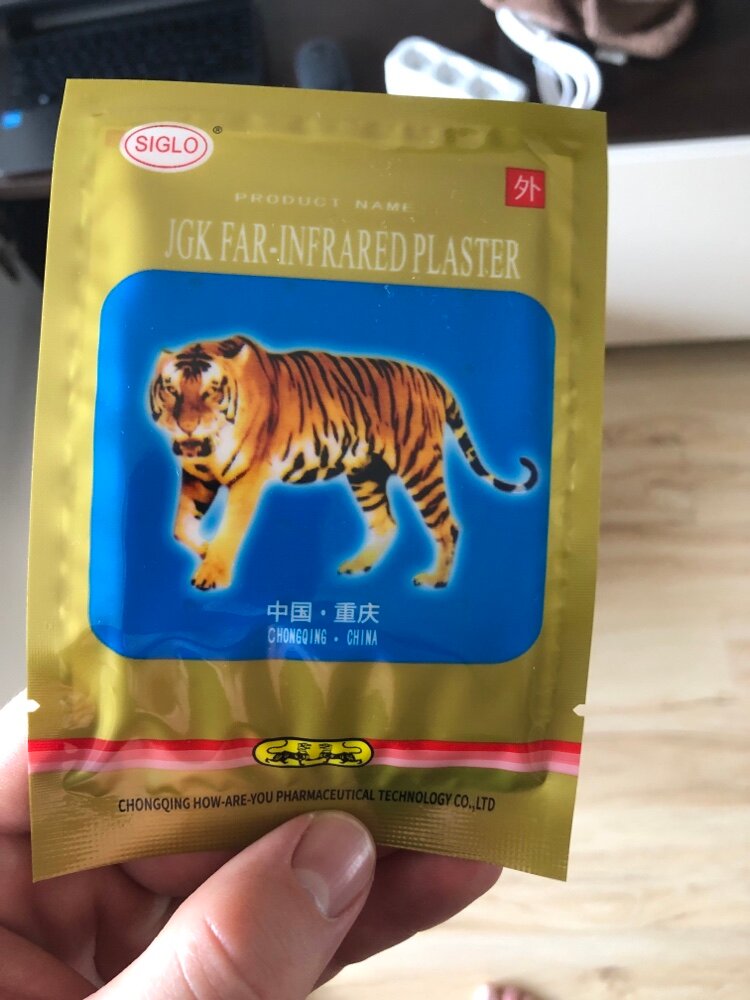 SIGLO®
外
PRODUCT NAME
JGK FAR-INFRARED PLASTER
中国·重庆
CHONGQING · CHINA
CHONGQING HOW-ARE-YOU PHARMACEUTICAL TECHNOLOGY CO.,LTD